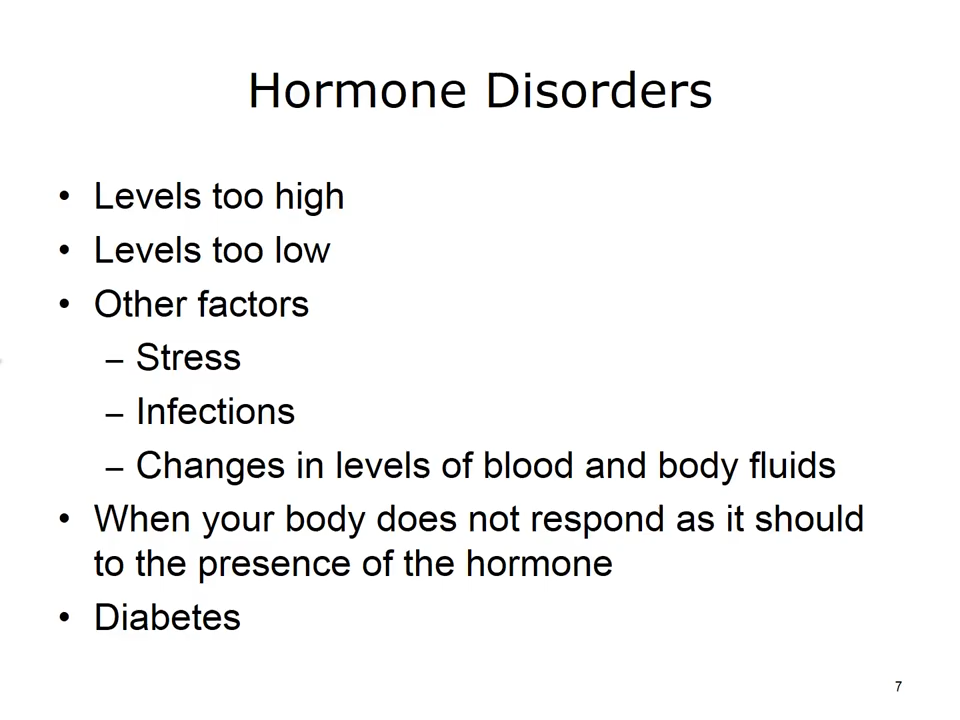 Hormone Disorders
• Levels too high
• Levels too low
• Other factors
– Stress
– Infections
– Changes in levels of blood and body fluids
• When your body does not respond as it should
to the presence of the hormone
• Diabetes
7